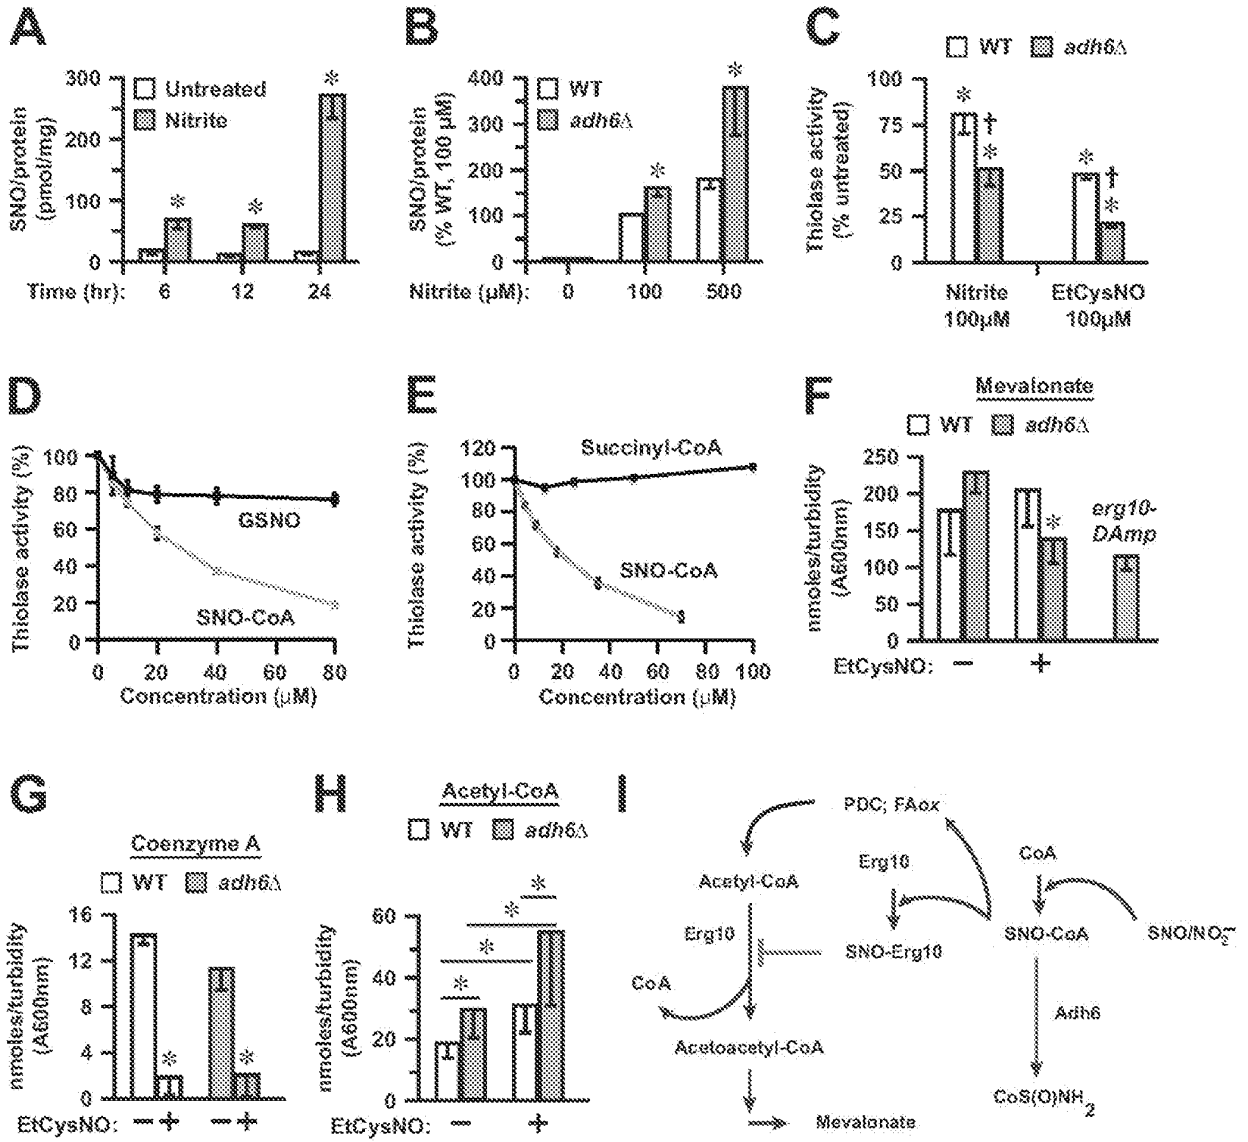 A
SNO/protein
(pmol/mg)
300
200
100
0
Untreated
Nitrite
*
*
*
Time (hr): 6 12 24
B
SNO/protein
(% WT, 100 µM)
400
300
200
100
0
WT
adh6Δ
*
*
Nitrite (µM): 0 100 500
C
WT adh6Δ
Thiolase activity
(% untreated)
100
75
50
25
0
*
†
*
*
†
*
Nitrite
100µM
EtCysNO
100µM
D
Thiolase activity (%)
100
80
60
40
20
0
GSNO
SNO-CoA
0 20 40 60 80
Concentration (µM)
E
Thiolase activity (%)
120
100
80
60
40
20
0
Succinyl-CoA
SNO-CoA
0 20 40 60 80 100
Concentration (µM)
F
Mevalonate
WT adh6Δ
nmoles/turbidity
(A600nm)
250
200
150
100
50
0
*
erg10-
DAmp
EtCysNO: − +
G
Coenzyme A
WT adh6Δ
nmoles/turbidity
(A600nm)
16
12
8
4
0
*
*
EtCysNO: − + − +
H
Acetyl-CoA
WT adh6Δ
nmoles/turbidity
(A600nm)
60
40
20
0
*
*
*
*
EtCysNO: − +
I
PDC; FAox
Acetyl-CoA
Erg10
CoA
Erg10
SNO-Erg10
SNO-CoA
SNO/NO2−
CoA
Adh6
Acetoacetyl-CoA
CoS(O)NH2
Mevalonate